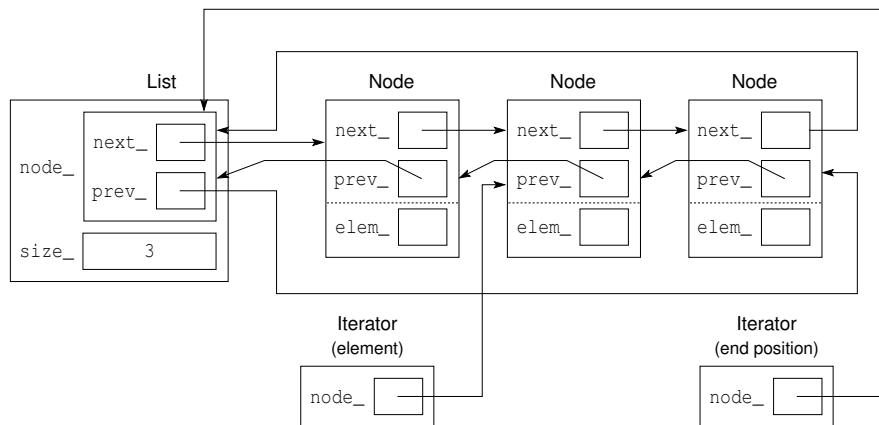 List
Node
Node
Node
node_
next_
prev_
size_
3
next_
prev_
elem_
next_
prev_
elem_
next_
prev_
elem_
Iterator
(element)
node_
Iterator
(end position)
node_